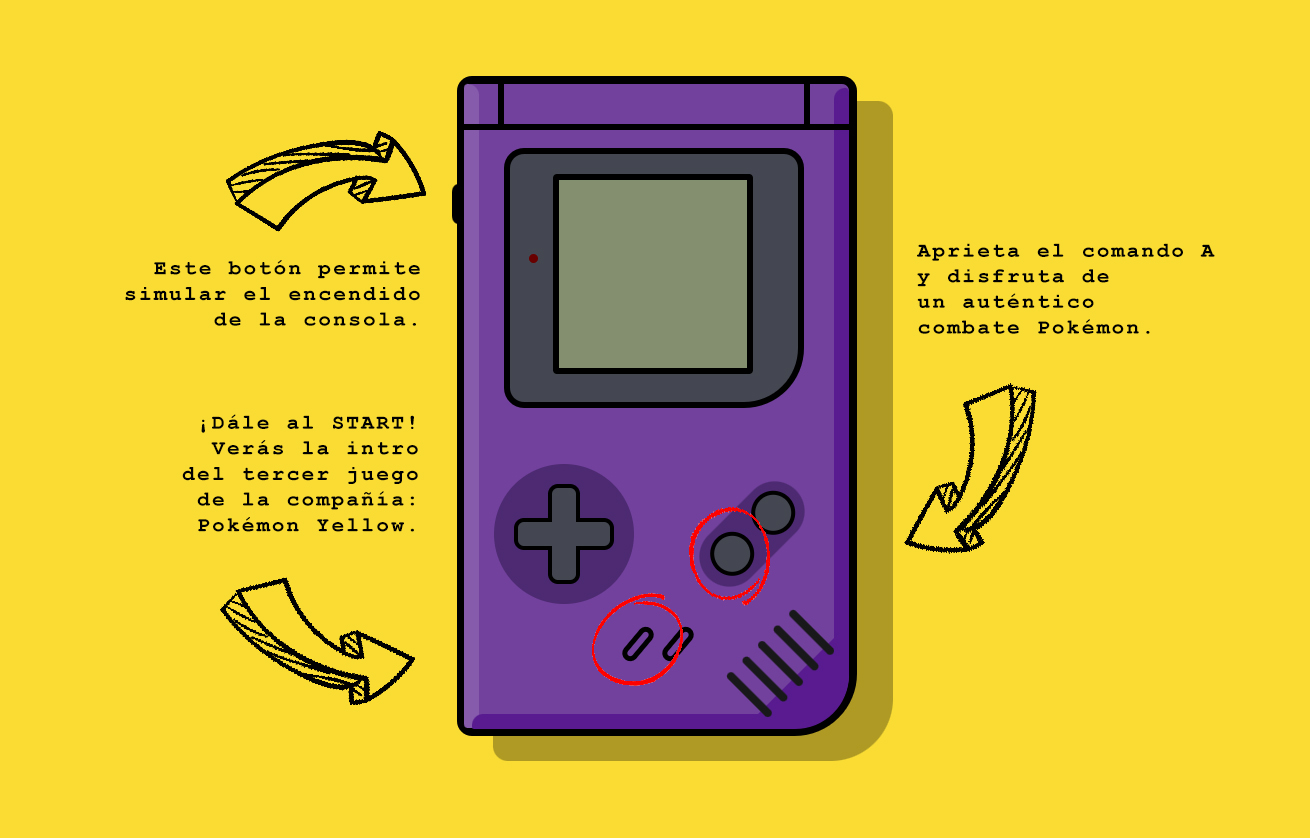 Este botón permite
simular el encendido
de la consola.
¡Dále al START!
Verás la intro
del tercer juego
de la compañía:
Pokémon Yellow.
Aprieta el comando A
y disfruta de
un auténtico
combate Pokémon.